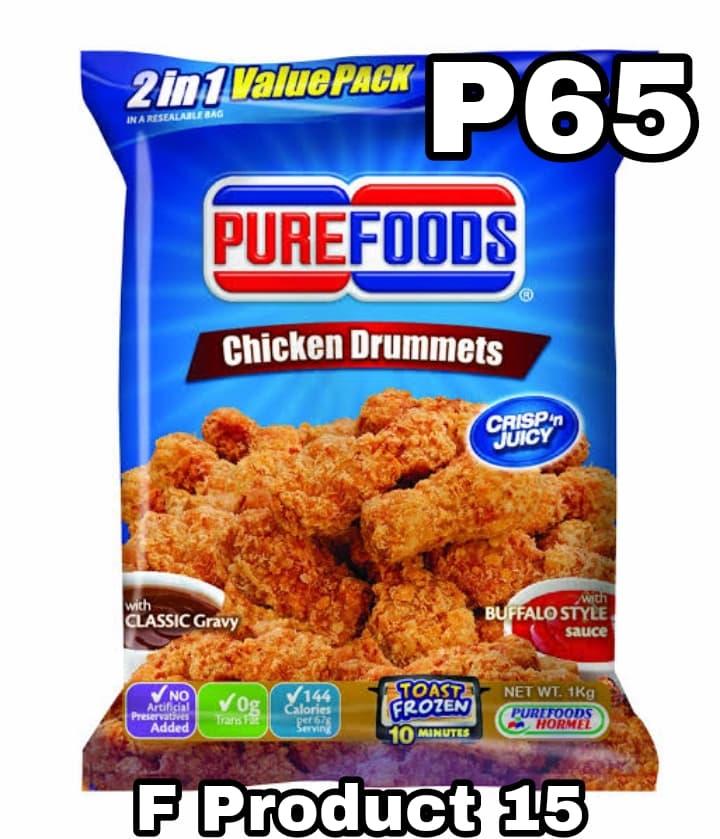 2in1 ValuePACK
IN A RESEALABLE BAG
P65
PUREFOODS
®
Chicken Drummets
CRISP 'n
JUICY
with
CLASSIC Gravy
with
BUFFALO STYLE
sauce
✓ NO
Artificial
Preservatives
Added
✓ 0g
Trans Fat
✓ 144
Calories
per 67g
Serving
TOAST
FROZEN
10 MINUTES
NET WT. 1Kg
PUREFOODS
HORMEL
F Product 15